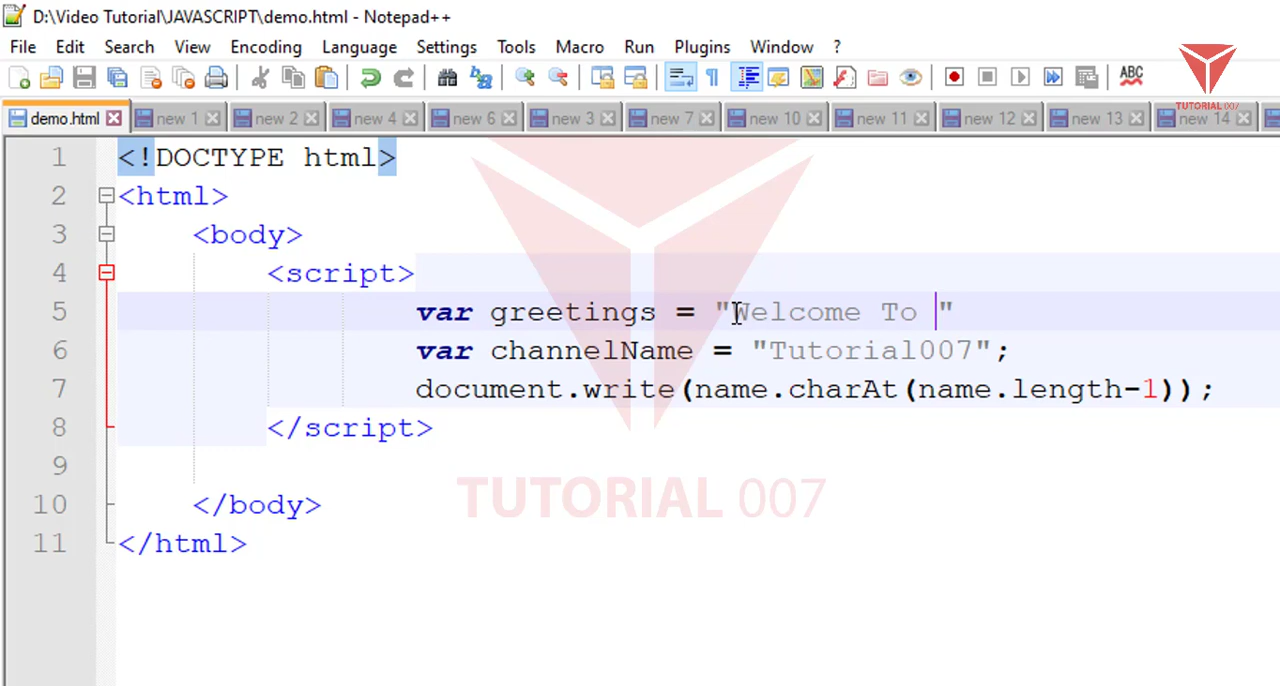 D:\Video Tutorial\JAVASCRIPT\demo.html - Notepad++
File Edit Search View Encoding Language Settings Tools Macro Run Plugins Window ?
ABC
TUTORIAL 007
demo.html new 1 new 2 new 4 new 6 new 3 new 7 new 10 new 11 new 12 new 13 new 14
1 <!DOCTYPE html>
2 <html>
3 <body>
4 <script>
5 var greetings = "Welcome To "
6 var channelName = "Tutorial007";
7 document.write(name.charAt(name.length-1));
8 </script>
9
TUTORIAL 007
10 </body>
11 </html>